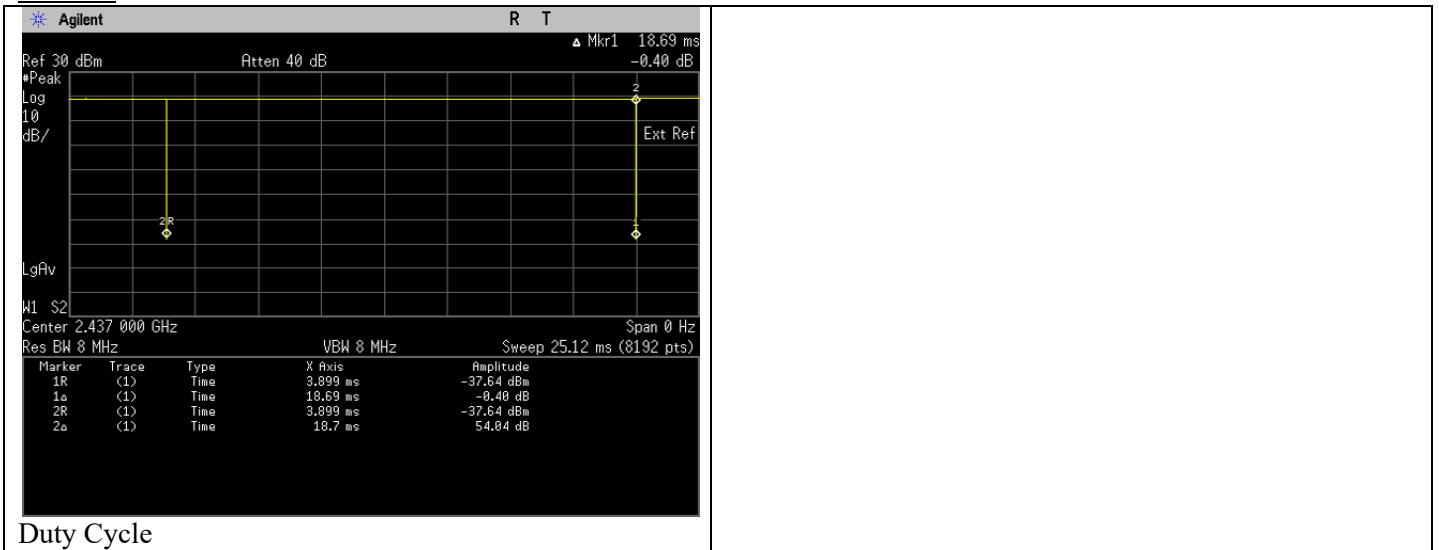 Agilent R T
Δ Mkr1 18.69 ms
Ref 30 dBm Atten 40 dB -0.40 dB
#Peak
Log
10
dB/
2
Ext Ref
2R
1
LgAv
W1 S2
Center 2.437 000 GHz Span 0 Hz
Res BW 8 MHz VBW 8 MHz Sweep 25.12 ms (8192 pts)
Marker Trace Type X Axis Amplitude
1R (1) Time 3.899 ms -37.64 dBm
1Δ (1) Time 18.69 ms -0.40 dB
2R (1) Time 3.899 ms -37.64 dBm
2Δ (1) Time 18.7 ms 54.04 dB
Duty Cycle